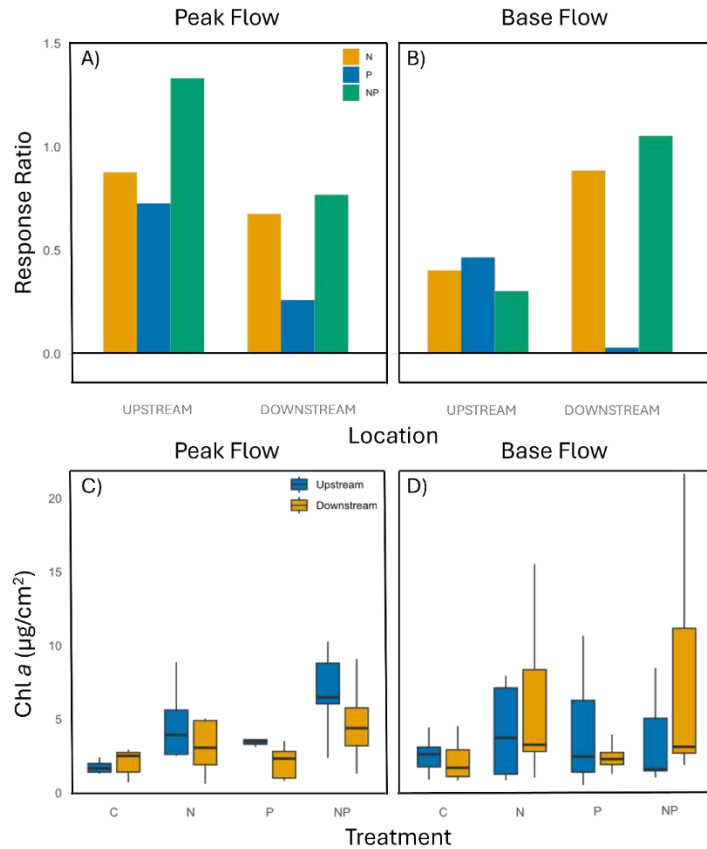 Peak Flow
Base Flow
A)
B)
N
P
NP
1.5
1.0
0.5
0.0
Response Ratio
UPSTREAM
DOWNSTREAM
UPSTREAM
DOWNSTREAM
Location
Peak Flow
Base Flow
C)
D)
Upstream
Downstream
20
15
10
5
0
Chl a (µg/cm²)
C
N
P
NP
C
N
P
NP
Treatment